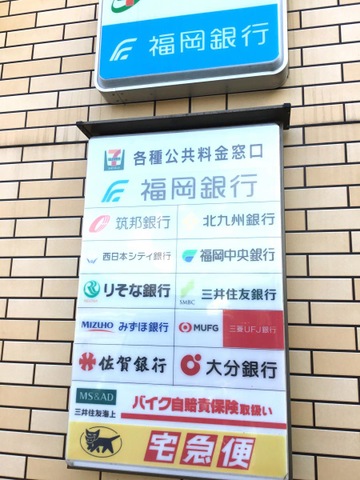 福岡銀行
各種公共料金窓口
福岡銀行
筑邦銀行 北九州銀行
西日本シティ銀行 福岡中央銀行
りそな銀行 SMBC 三井住友銀行
MIZUHO みずほ銀行 MUFG 三菱UFJ銀行
佐賀銀行 大分銀行
MS&AD
三井住友海上 バイク自賠責保険取扱い
宅急便